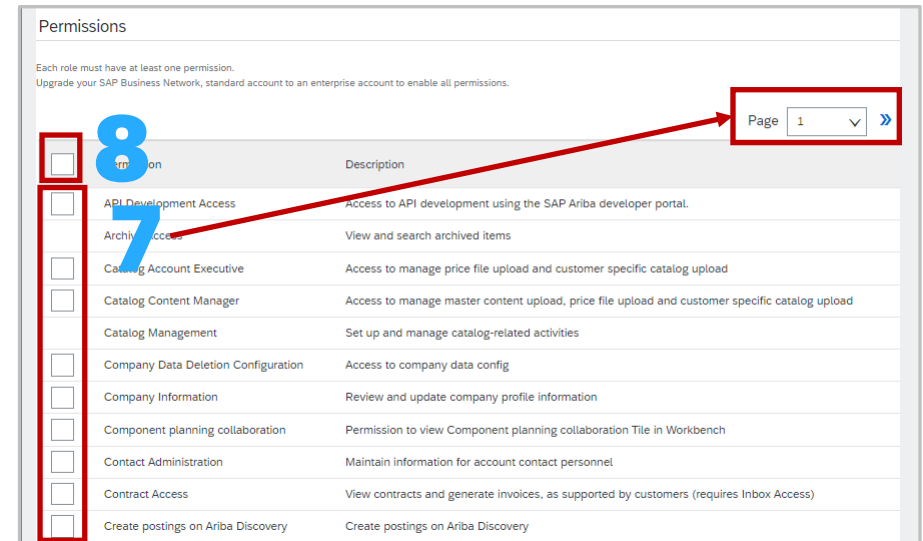 Permissions
Each role must have at least one permission.
Upgrade your SAP Business Network, standard account to an enterprise account to enable all permissions.
Page 1 »
8
Description
API Development Access Access to API development using the SAP Ariba developer portal.
7
View and search archived items
Account Executive Access to manage price file upload and customer specific catalog upload
Catalog Content Manager Access to manage master content upload, price file upload and customer specific catalog upload
Catalog Management Set up and manage catalog-related activities
Company Data Deletion Configuration Access to company data config
Company Information Review and update company profile information
Component planning collaboration Permission to view Component planning collaboration Tile in Workbench
Contact Administration Maintain information for account contact personnel
Contract Access View contracts and generate invoices, as supported by customers (requires Inbox Access)
Create postings on Ariba Discovery Create postings on Ariba Discovery